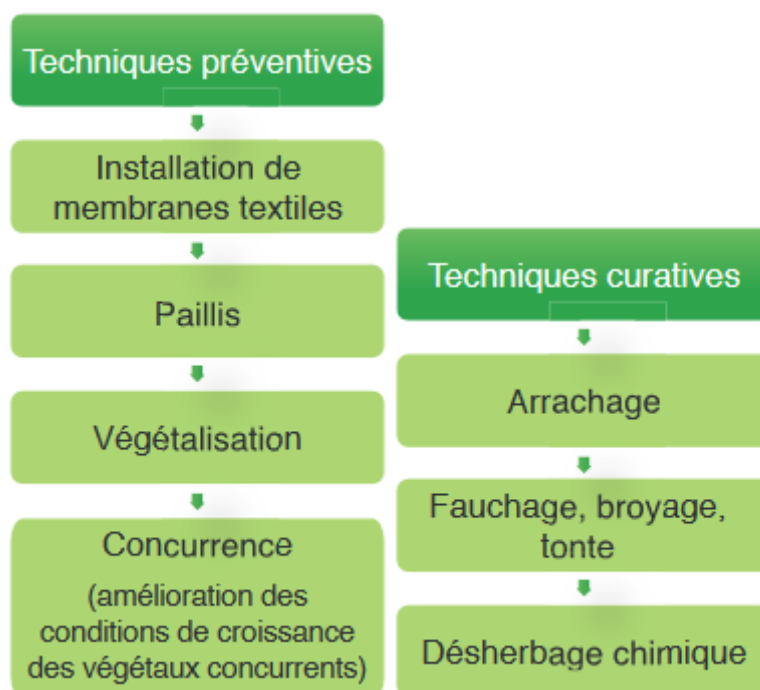 Techniques préventives
Installation de
membranes textiles
Paillis
Végétalisation
Concurrence
(amélioration des
conditions de croissance
des végétaux concurrents)
Techniques curatives
Arrachage
Fauchage, broyage,
tonte
Désherbage chimique